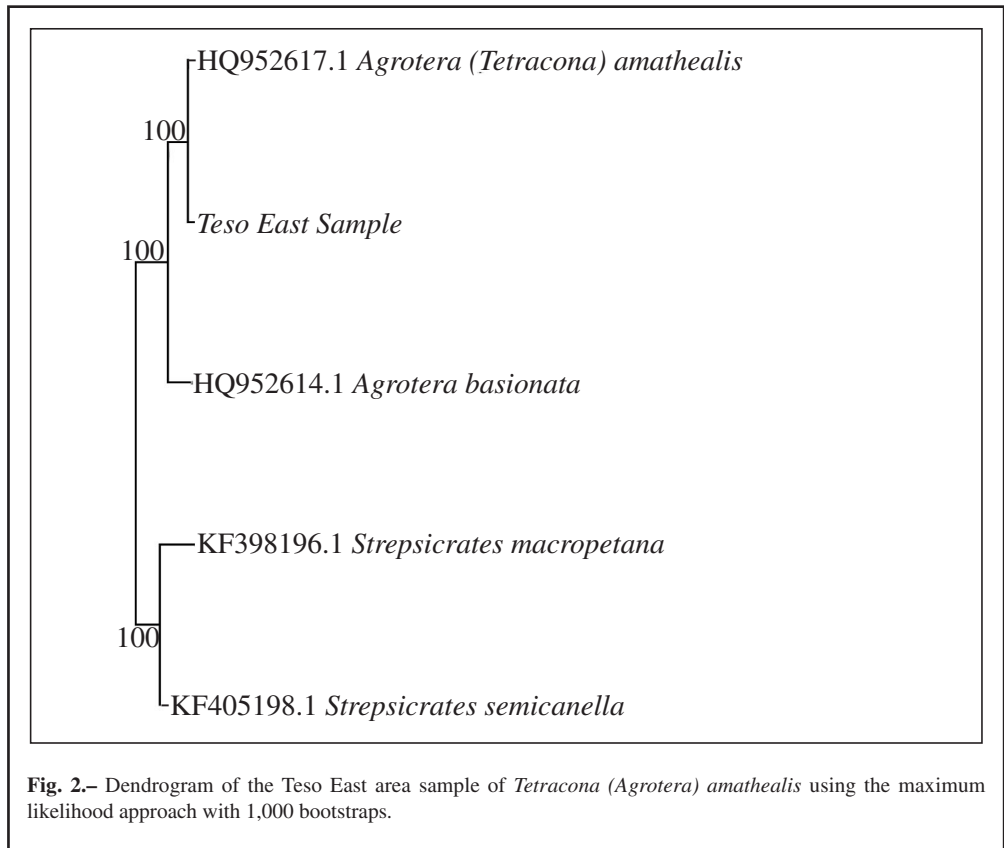 HQ952617.1 Agrotera (Tetracona) amathealis
100
Teso East Sample
100
HQ952614.1 Agrotera basionata
KF398196.1 Strepsicrates macropetana
100
KF405198.1 Strepsicrates semicanella
Fig. 2.– Dendrogram of the Teso East area sample of Tetracona (Agrotera) amathealis using the maximum
likelihood approach with 1,000 bootstraps.